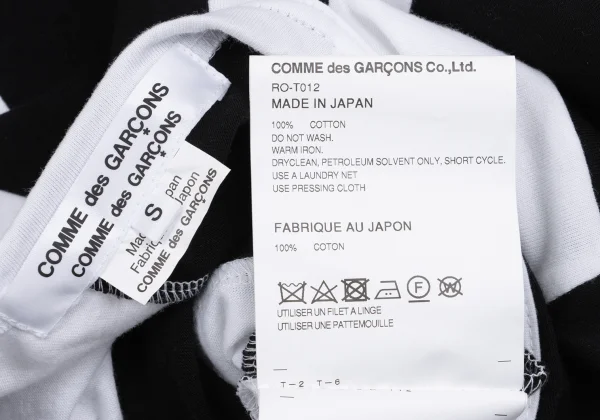 COMME des GARÇONS
COMME des GARÇONS
S
COMME des GARÇONS
COMME des GARÇONS Co.,Ltd.
RO-T012
MADE IN JAPAN
100% COTTON
DO NOT WASH.
WARM IRON.
DRYCLEAN, PETROLEUM SOLVENT ONLY, SHORT CYCLE.
USE A LAUNDRY NET
USE PRESSING CLOTH
FABRIQUE AU JAPON
100% COTON
UTILISER UN FILET A LINGE
UTILISER UNE PATTEMOUILLE
T-2 T-6